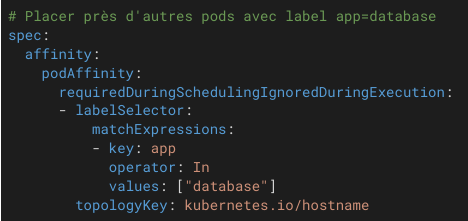 # Placer près d'autres pods avec label app=database
spec:
  affinity:
    podAffinity:
      requiredDuringSchedulingIgnoredDuringExecution:
      - labelSelector:
          matchExpressions:
          - key: app
            operator: In
            values: ["database"]
        topologyKey: kubernetes.io/hostname